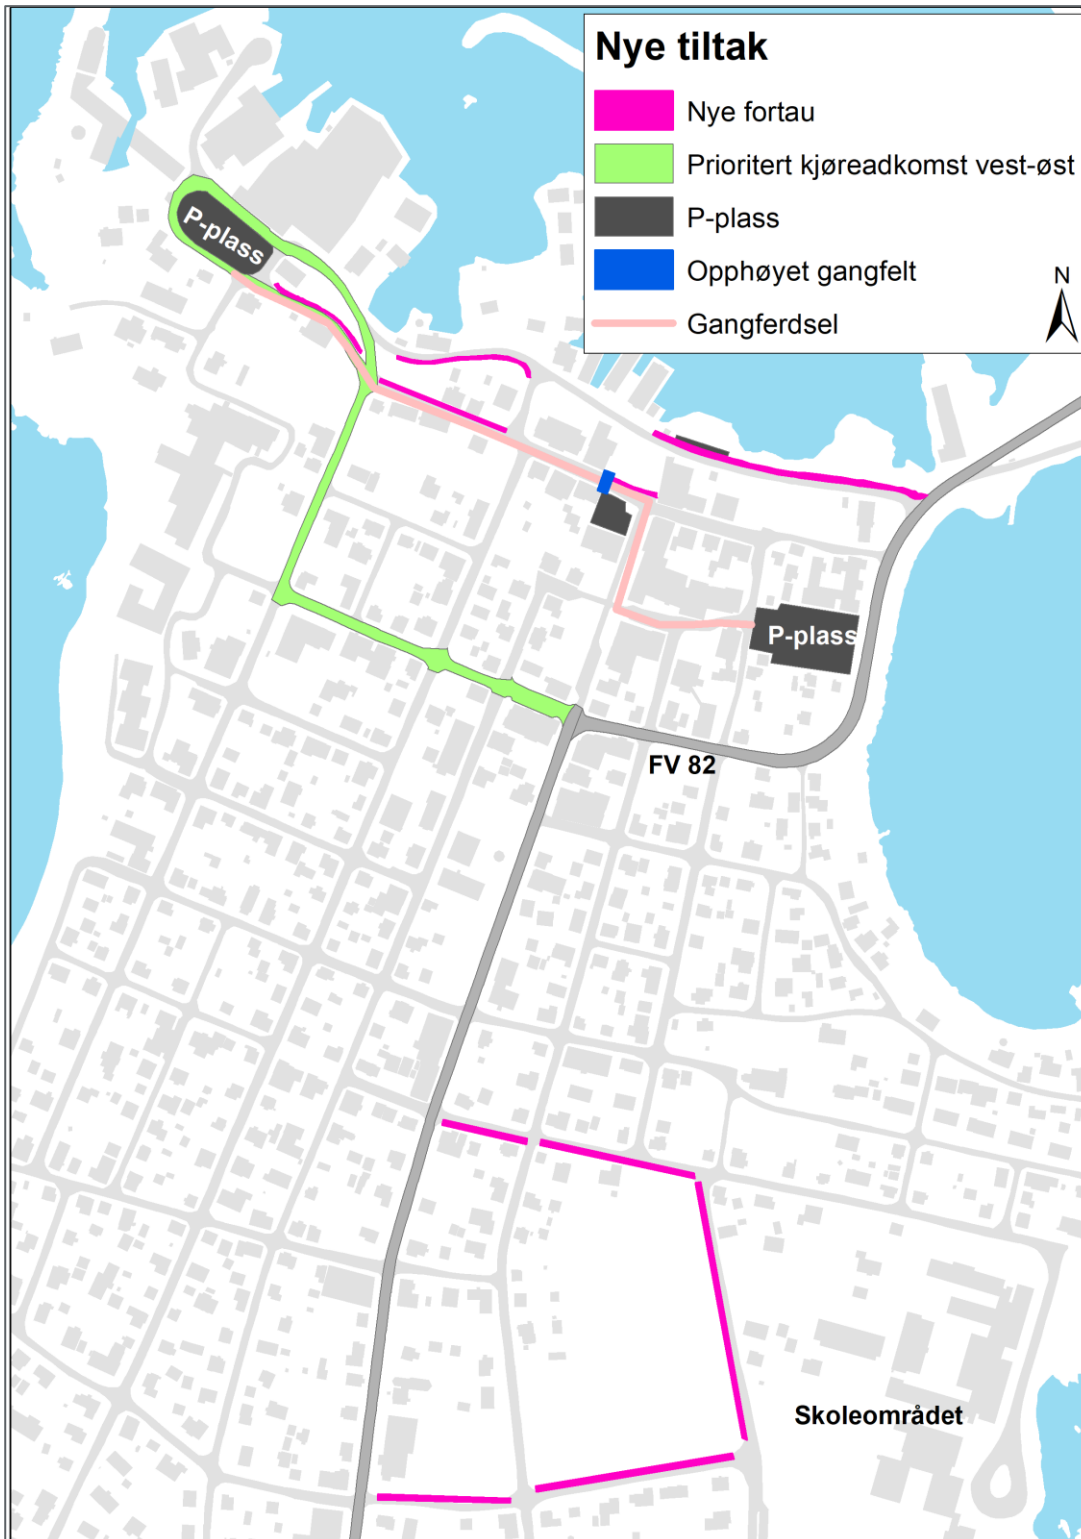 Nye tiltak
Nye fortau
Prioritert kjøreadkomst vest-øst
P-plass
Opphøyet gangfelt
Gangferdsel
N
P-plass
P-plass
FV 82
Skoleområdet